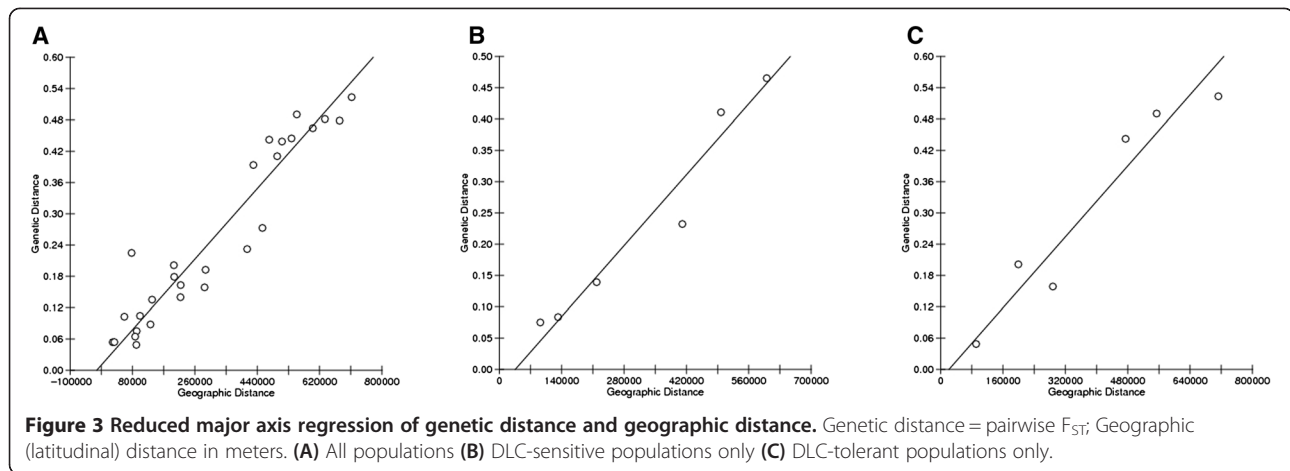 A
B
C
0.60
0.54
0.48
0.42
0.36
0.30
0.24
0.18
0.12
0.06
0.00
Genetic Distance
−100000 80000 260000 440000 620000 800000
Geographic Distance
0.50
0.45
0.40
0.35
0.30
0.25
0.20
0.15
0.10
0.05
0.00
Genetic Distance
0 140000 280000 420000 560000 700000
Geographic Distance
0.60
0.54
0.48
0.42
0.36
0.30
0.24
0.18
0.12
0.06
0.00
Genetic Distance
0 160000 320000 480000 640000 800000
Geographic Distance
Figure 3 Reduced major axis regression of genetic distance and geographic distance. Genetic distance = pairwise FST; Geographic
(latitudinal) distance in meters. (A) All populations (B) DLC-sensitive populations only (C) DLC-tolerant populations only.